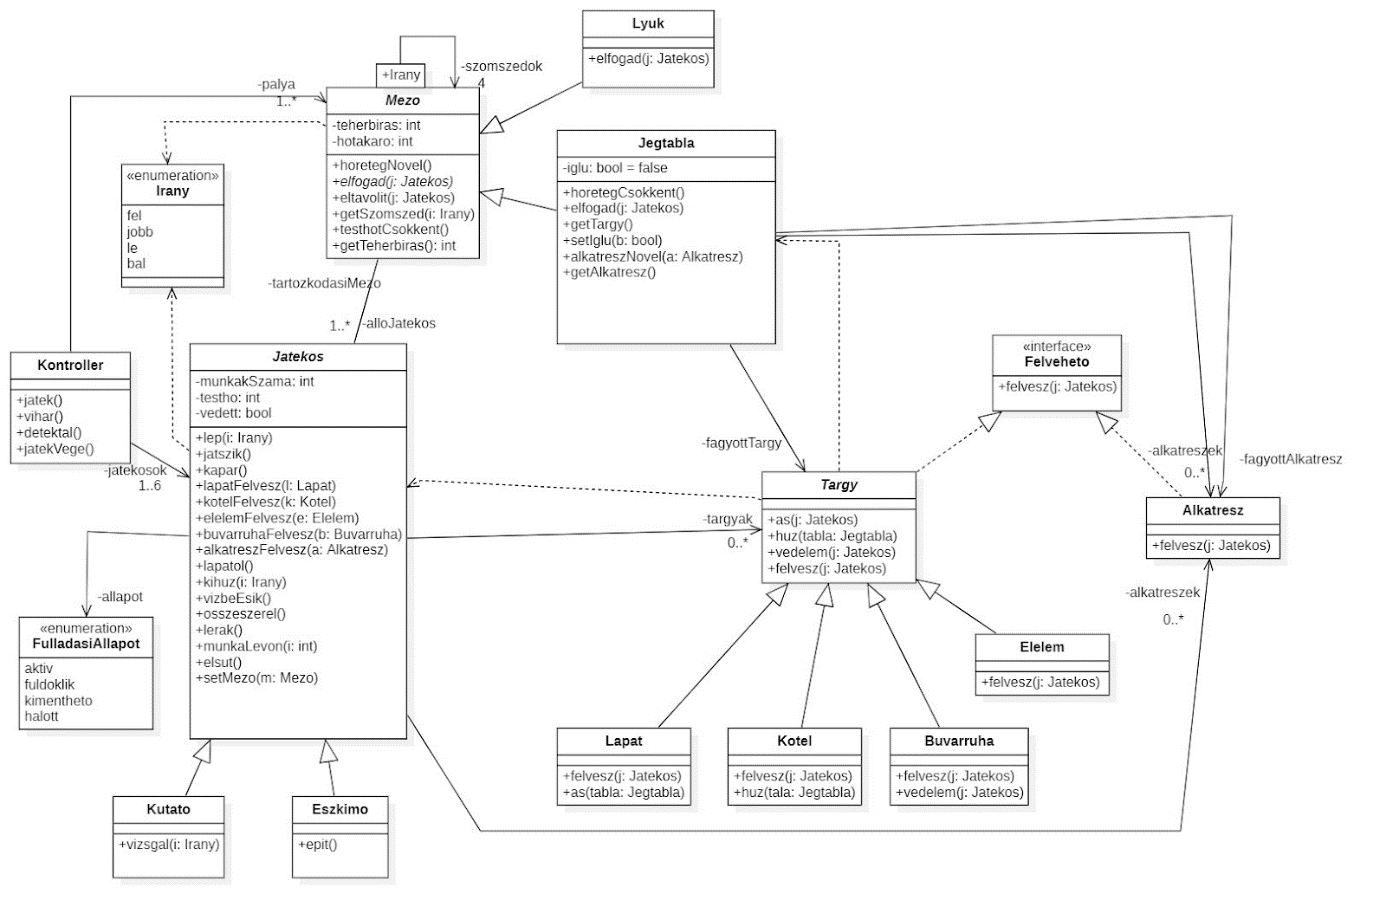 Lyuk
+elfogad(j: Jatekos)
+Irany
-szomszedok
4
-palya
1..*
Mezo
-teherbiras: int
-hotakaro: int
+horetegNovel()
+elfogad(j: Jatekos)
+eltavolit(j: Jatekos)
+getSzomszed(i: Irany)
+testhotCsokkent()
+getTeherbiras(): int
Jegtabla
-iglu: bool = false
+horetegCsokkent()
+elfogad(j: Jatekos)
+getTargy()
+setIglu(b: bool)
+alkatreszNovel(a: Alkatresz)
+getAlkatresz()
«enumeration»
Irany
fel
jobb
le
bal
-tartozkodasiMezo
1..*
-alloJatekos
Kontroller
+jatek()
+vihar()
+detektal()
+jatekVege()
-jatekosok
1..6
Jatekos
-munkakSzama: int
-testho: int
-vedett: bool
+lep(i: Irany)
+jatszik()
+kapar()
+lapatFelvesz(l: Lapat)
+kotelFelvesz(k: Kotel)
+elelemFelvesz(e: Elelem)
+buvarruhaFelvesz(b: Buvarruha)
+alkatreszFelvesz(a: Alkatresz)
+lapatol()
+kihuz(i: Irany)
+vizbeEsik()
+osszeszerel()
+lerak()
+munkaLevon(i: int)
+elsut()
+setMezo(m: Mezo)
«interface»
Felveheto
+felvesz(j: Jatekos)
-fagyottTargy
-alkatreszek
0..*
-fagyottAlkatresz
Targy
+as(j: Jatekos)
+huz(tabla: Jegtabla)
+vedelem(j: Jatekos)
+felvesz(j: Jatekos)
-targyak
0..*
Alkatresz
+felvesz(j: Jatekos)
-alkatreszek
0..*
-allapot
«enumeration»
FulladasiAllapot
aktiv
fuldoklik
kimentheto
halott
Elelem
+felvesz(j: Jatekos)
Lapat
+felvesz(j: Jatekos)
+as(tabla: Jegtabla)
Kotel
+felvesz(j: Jatekos)
+huz(tala: Jegtabla)
Buvarruha
+felvesz(j: Jatekos)
+vedelem(j: Jatekos)
Kutato
+vizsgal(i: Irany)
Eszkimo
+epit()